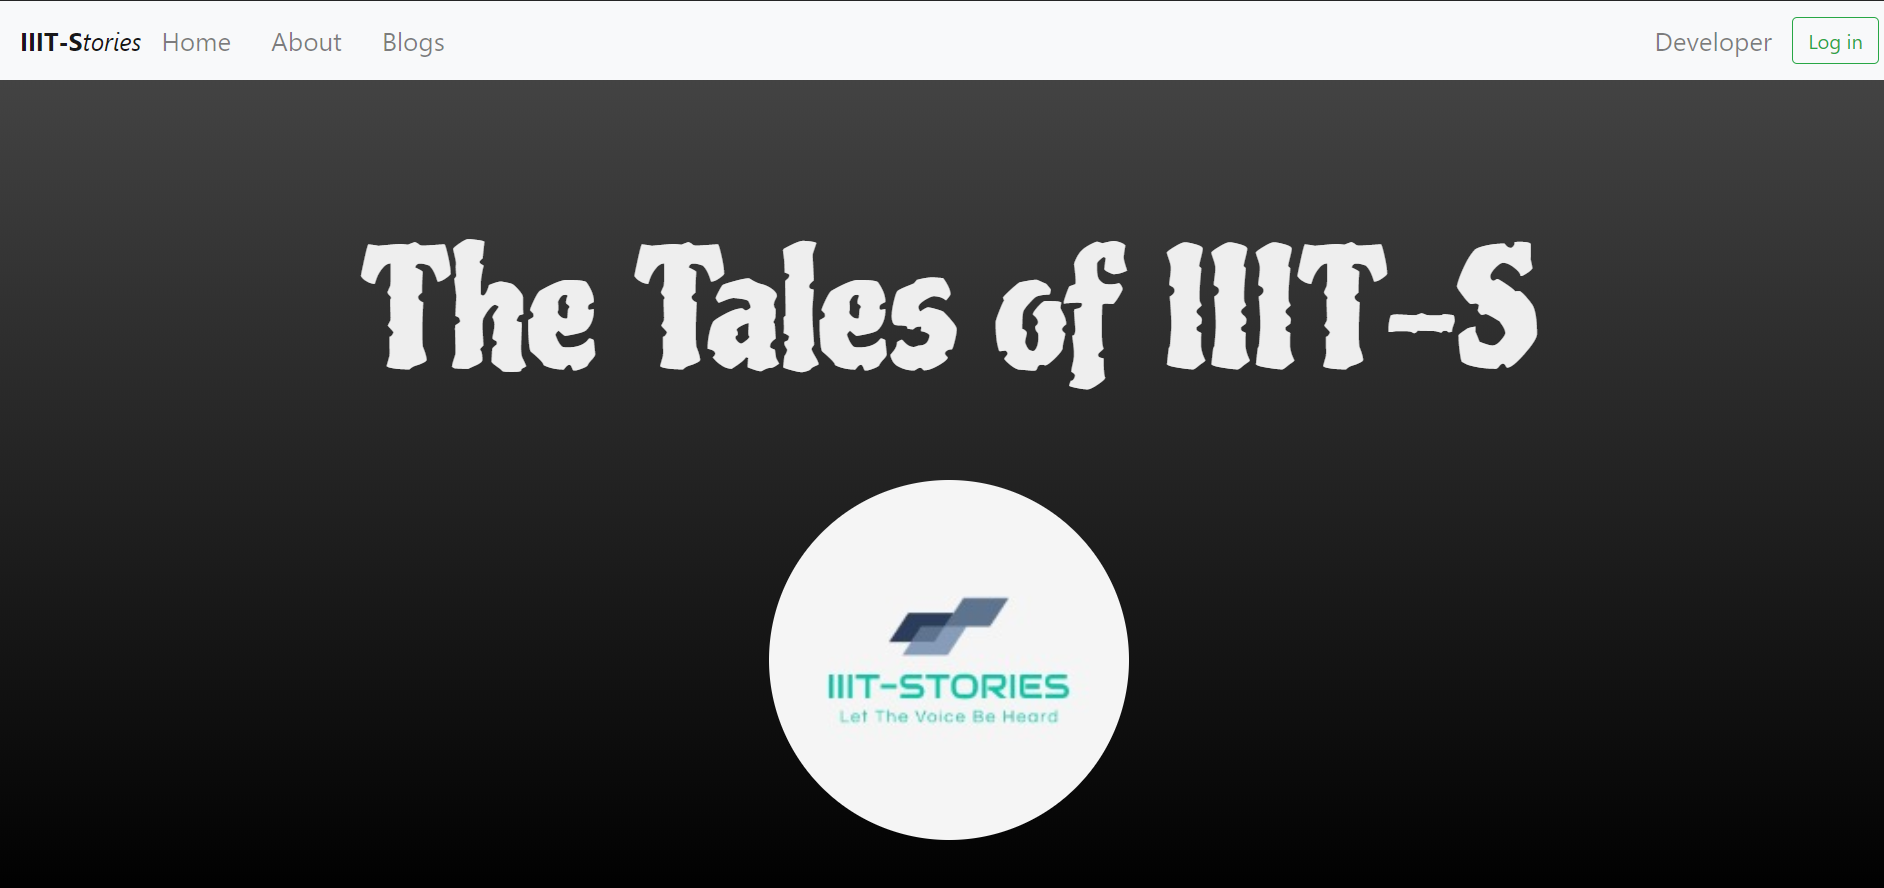 IIIT-Stories Home About Blogs Developer Log in
The Tales of IIIT-S
IIIT-STORIES
Let The Voice Be Heard